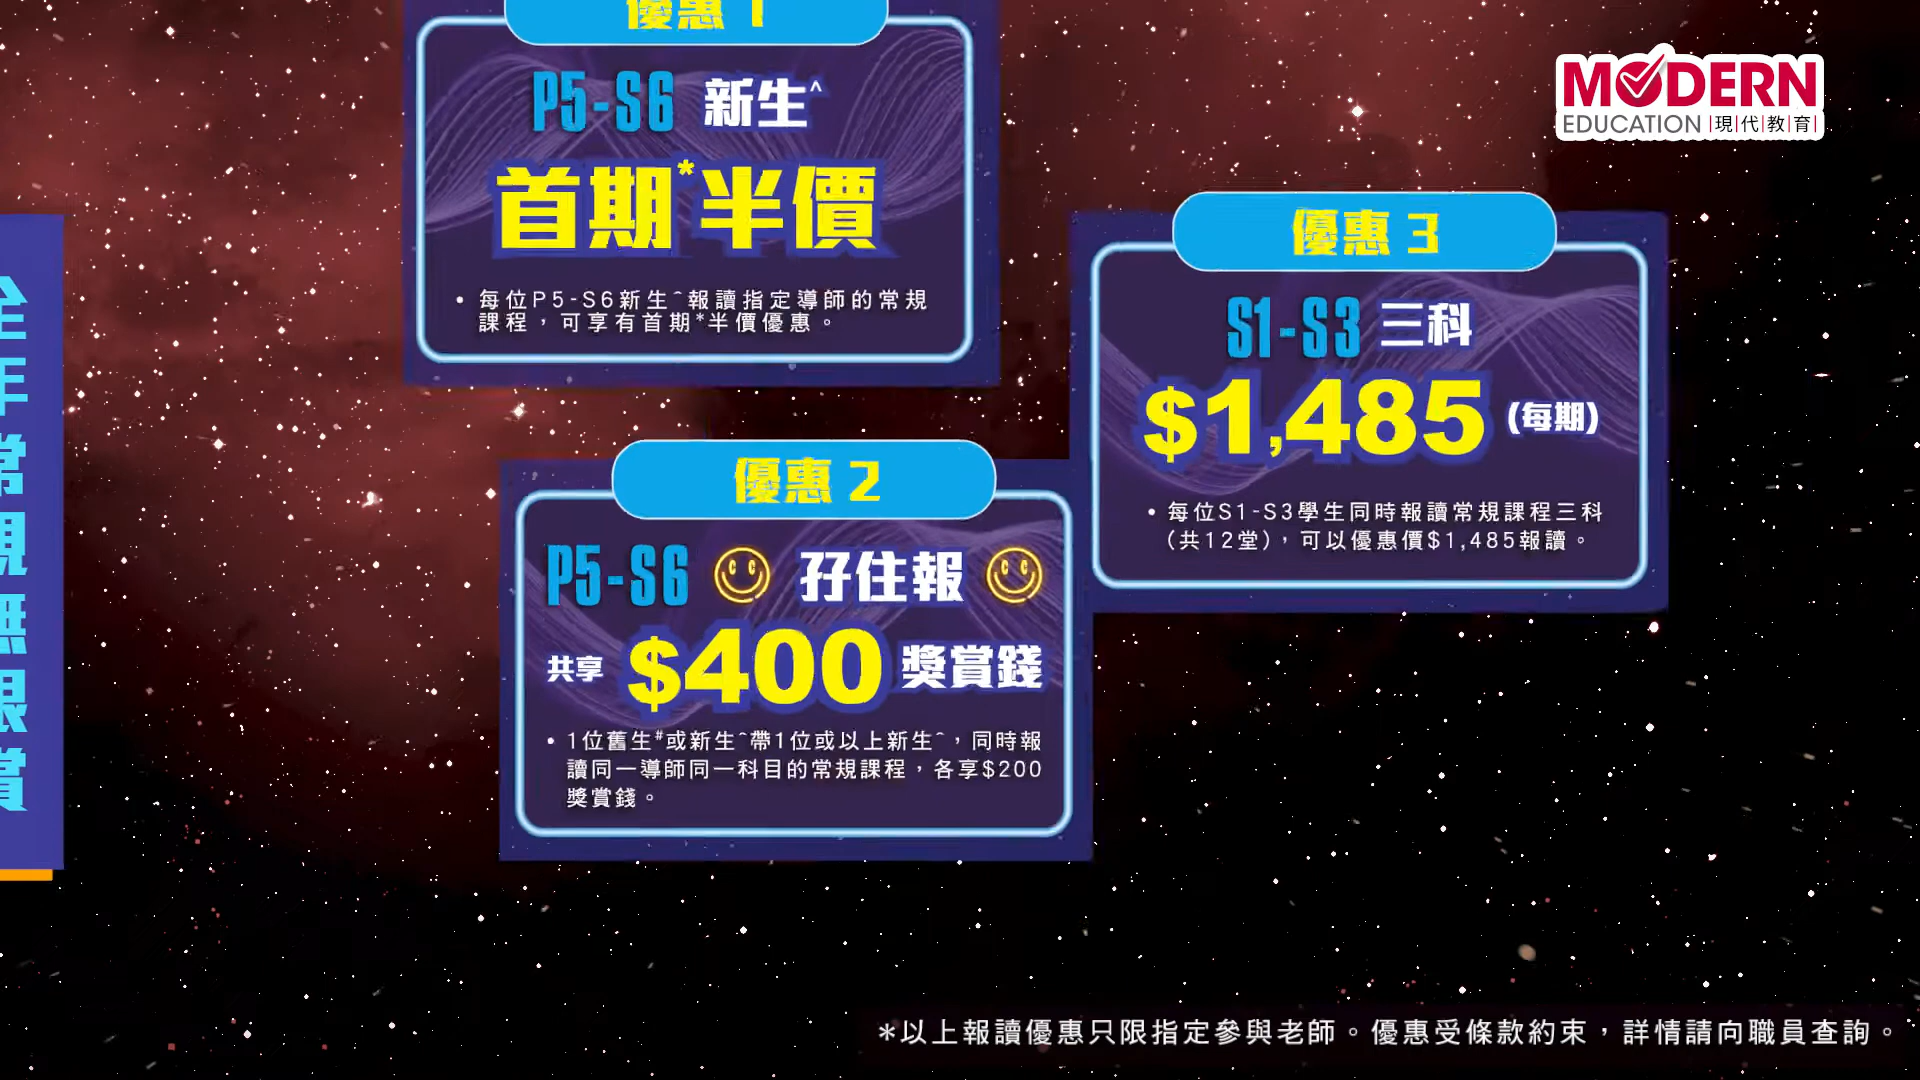 全年常規無限賞
優惠 1
P5-S6 新生^
首期*半價
• 每位P5-S6新生^報讀指定導師的常規
課程，可享有首期*半價優惠。
優惠 2
P5-S6 孖住報
共享 $400 獎賞錢
• 1位舊生#或新生^帶1位或以上新生^，同時報
讀同一導師同一科目的常規課程，各享$200
獎賞錢。
MODERN
EDUCATION |現|代|教|育|
優惠 3
S1-S3 三科
$1,485 (每期)
• 每位S1-S3學生同時報讀常規課程三科
(共12堂)，可以優惠價$1,485報讀。
*以上報讀優惠只限指定參與老師。優惠受條款約束，詳情請向職員查詢。